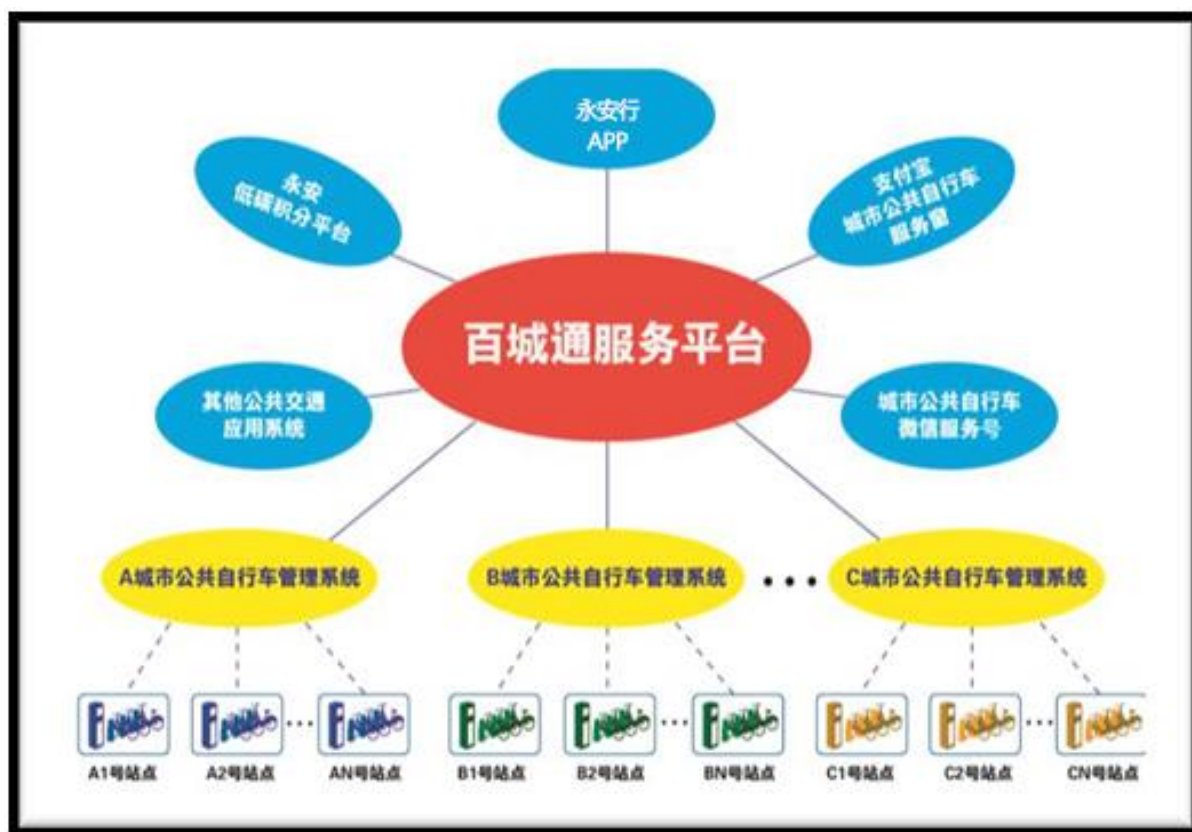 永安行
APP
永安
低碳积分平台
支付宝
城市公共自行车
服务窗
百城通服务平台
其他公共交通
应用系统
城市公共自行车
微信服务号
A城市公共自行车管理系统
B城市公共自行车管理系统
•••
C城市公共自行车管理系统
...
...
...
A1号站点
A2号站点
AN号站点
B1号站点
B2号站点
BN号站点
C1号站点
C2号站点
CN号站点